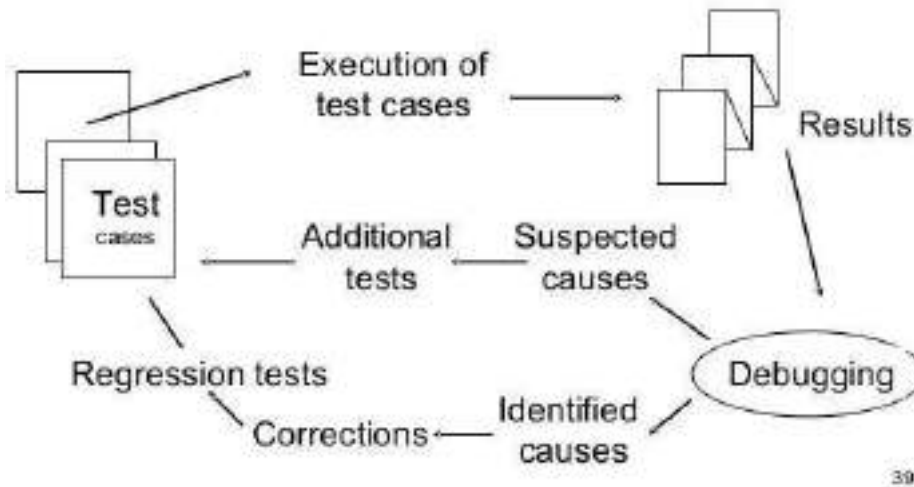 Execution of
test cases
Results
Test
cases
Additional
tests
Suspected
causes
Debugging
Regression tests
Corrections
Identified
causes
39